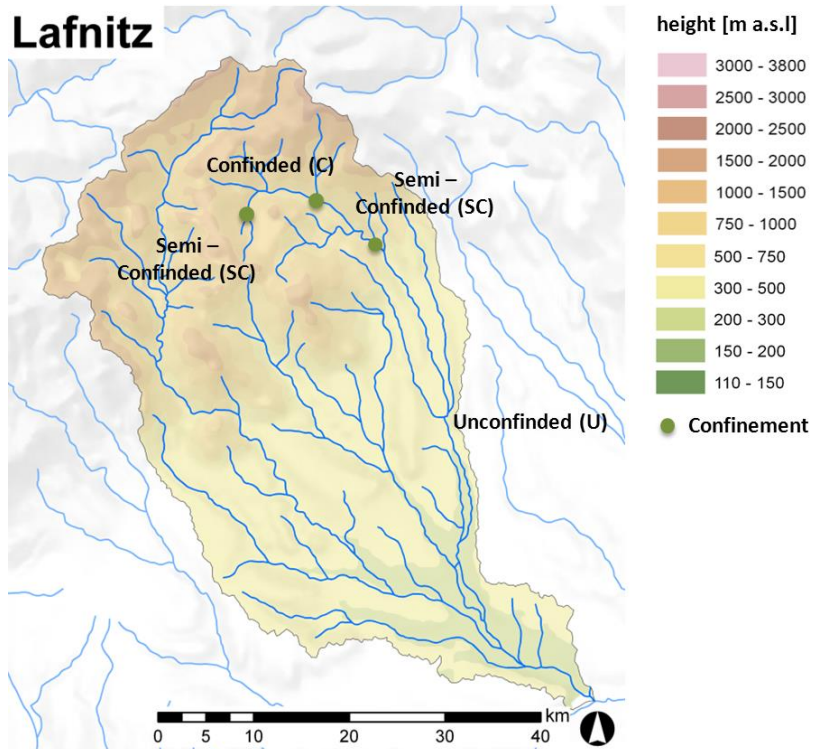 Lafnitz
Confinded (C)
Semi –
Confinded (SC)
Semi –
Confinded (SC)
Unconfinded (U)
km
0 5 10 20 30 40
height [m a.s.l]
3000 - 3800
2500 - 3000
2000 - 2500
1500 - 2000
1000 - 1500
750 - 1000
500 - 750
300 - 500
200 - 300
150 - 200
110 - 150
Confinement